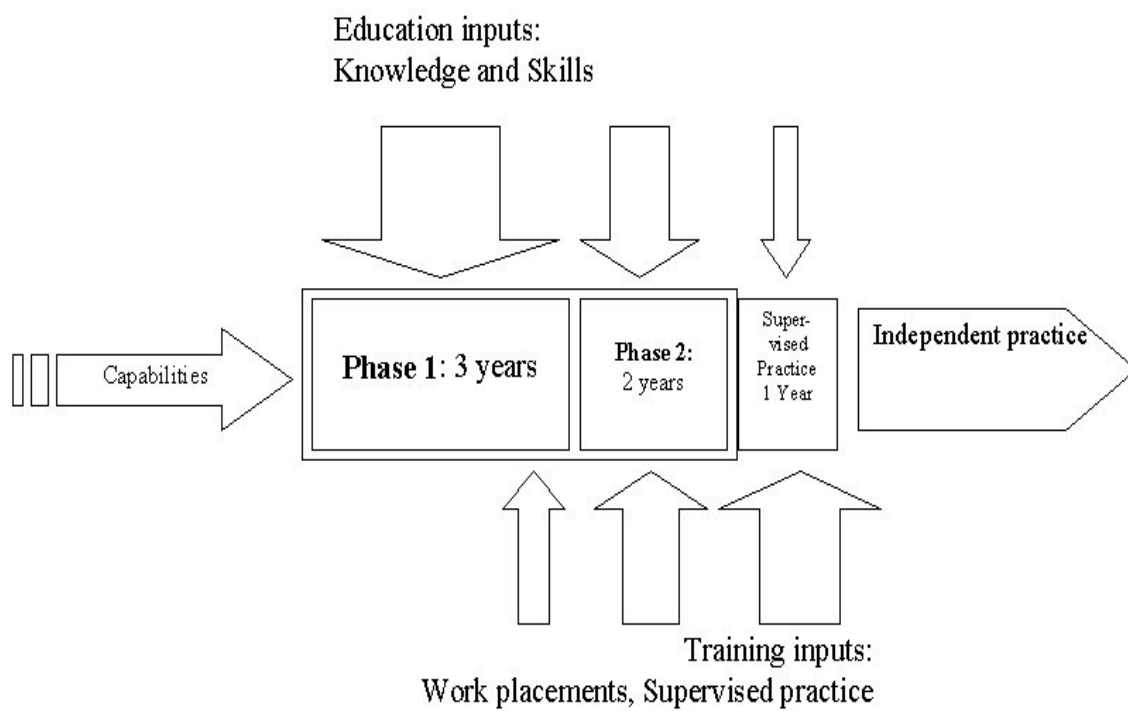 Education inputs:
Knowledge and Skills
Capabilities
Phase 1: 3 years
Phase 2:
2 years
Super-
vised
Practice
1 Year
Independent practice
Training inputs:
Work placements, Supervised practice